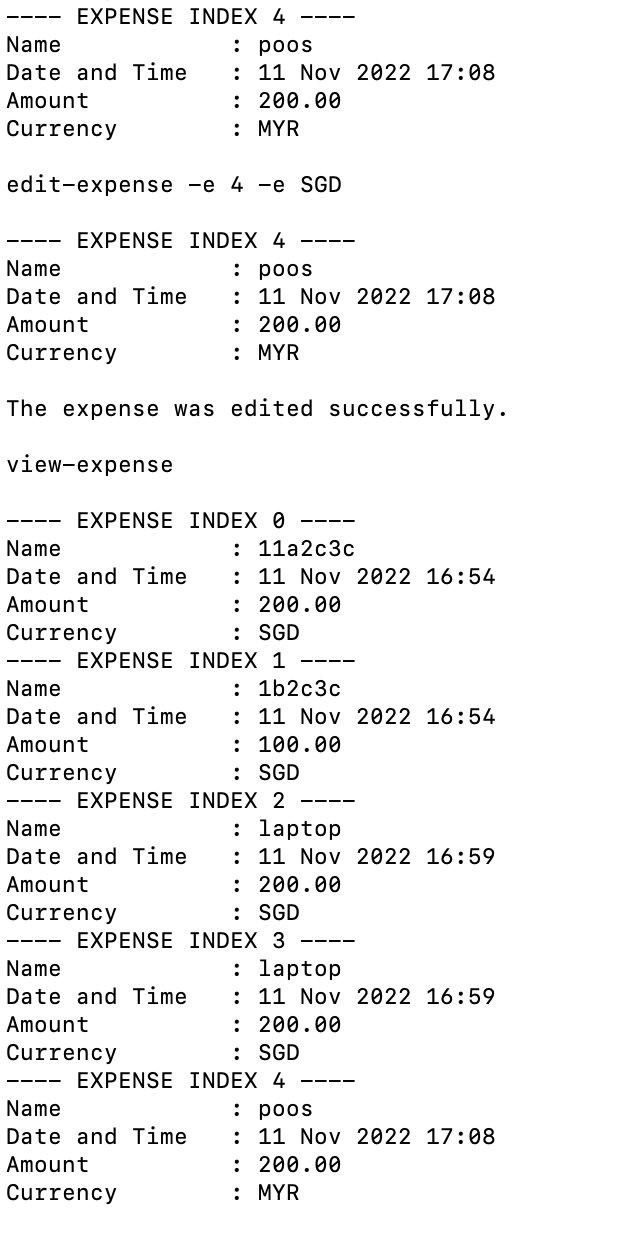 ---- EXPENSE INDEX 4 ----
Name            : poos
Date and Time   : 11 Nov 2022 17:08
Amount          : 200.00
Currency        : MYR

edit-expense -e 4 -e SGD

---- EXPENSE INDEX 4 ----
Name            : poos
Date and Time   : 11 Nov 2022 17:08
Amount          : 200.00
Currency        : MYR

The expense was edited successfully.

view-expense

---- EXPENSE INDEX 0 ----
Name            : 11a2c3c
Date and Time   : 11 Nov 2022 16:54
Amount          : 200.00
Currency        : SGD
---- EXPENSE INDEX 1 ----
Name            : 1b2c3c
Date and Time   : 11 Nov 2022 16:54
Amount          : 100.00
Currency        : SGD
---- EXPENSE INDEX 2 ----
Name            : laptop
Date and Time   : 11 Nov 2022 16:59
Amount          : 200.00
Currency        : SGD
---- EXPENSE INDEX 3 ----
Name            : laptop
Date and Time   : 11 Nov 2022 16:59
Amount          : 200.00
Currency        : SGD
---- EXPENSE INDEX 4 ----
Name            : poos
Date and Time   : 11 Nov 2022 17:08
Amount          : 200.00
Currency        : MYR